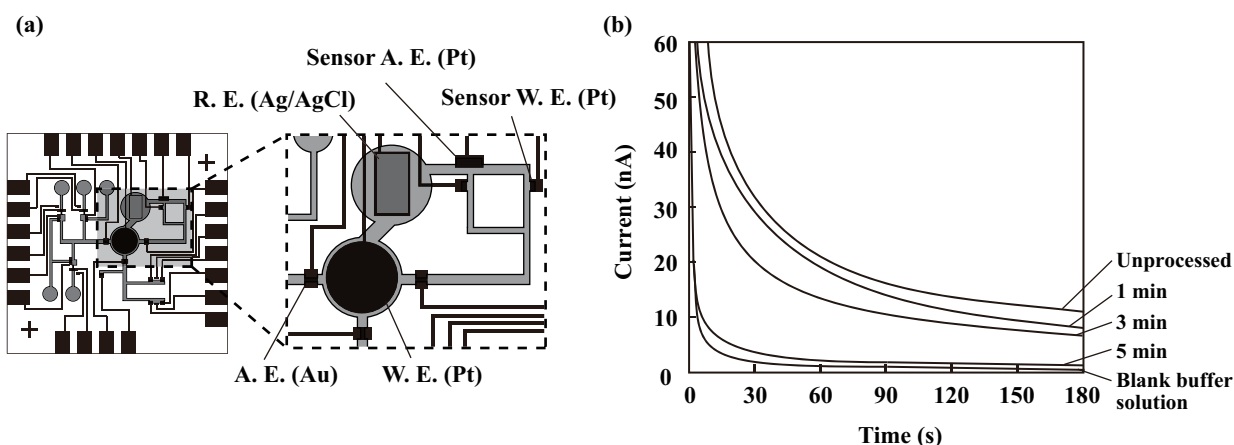 (a)
Sensor A. E. (Pt)
R. E. (Ag/AgCl)
Sensor W. E. (Pt)
A. E. (Au)
W. E. (Pt)
(b)
60
50
40
30
20
10
0
Current (nA)
0
30
60
90
120
150
180
Time (s)
Unprocessed
1 min
3 min
5 min
Blank buffer
solution